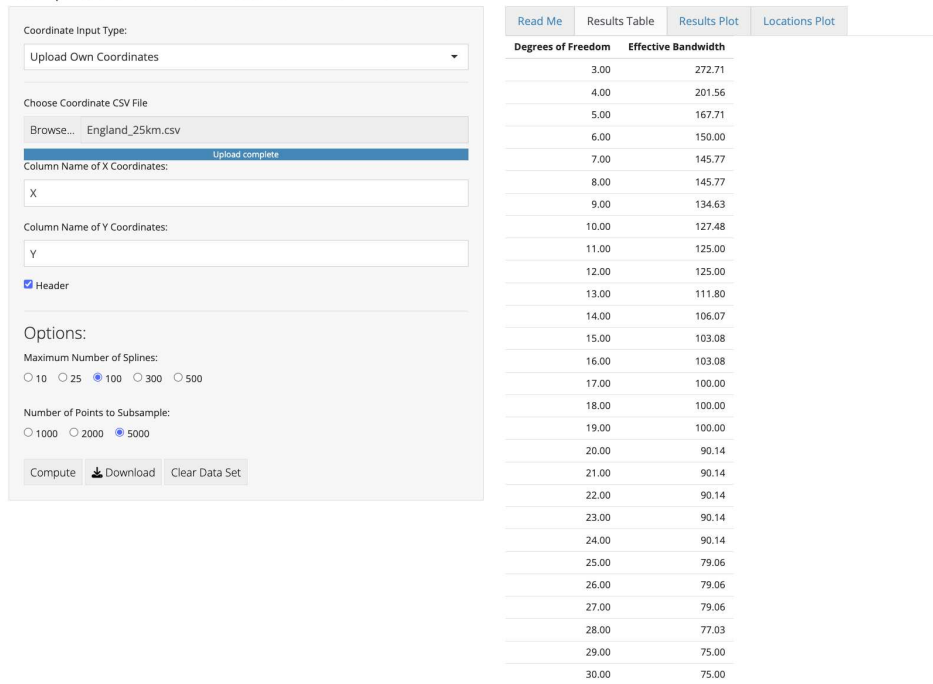 Coordinate Input Type:
Upload Own Coordinates
Choose Coordinate CSV File
Browse... England_25km.csv
Upload complete
Column Name of X Coordinates:
X
Column Name of Y Coordinates:
Y
Header
Options:
Maximum Number of Splines:
10 25 100 300 500
Number of Points to Subsample:
1000 2000 5000
Compute Download Clear Data Set
Read Me Results Table Results Plot Locations Plot
Degrees of Freedom Effective Bandwidth
3.00 272.71
4.00 201.56
5.00 167.71
6.00 150.00
7.00 145.77
8.00 145.77
9.00 134.63
10.00 127.48
11.00 125.00
12.00 125.00
13.00 111.80
14.00 106.07
15.00 103.08
16.00 103.08
17.00 100.00
18.00 100.00
19.00 100.00
20.00 90.14
21.00 90.14
22.00 90.14
23.00 90.14
24.00 90.14
25.00 79.06
26.00 79.06
27.00 79.06
28.00 77.03
29.00 75.00
30.00 75.00